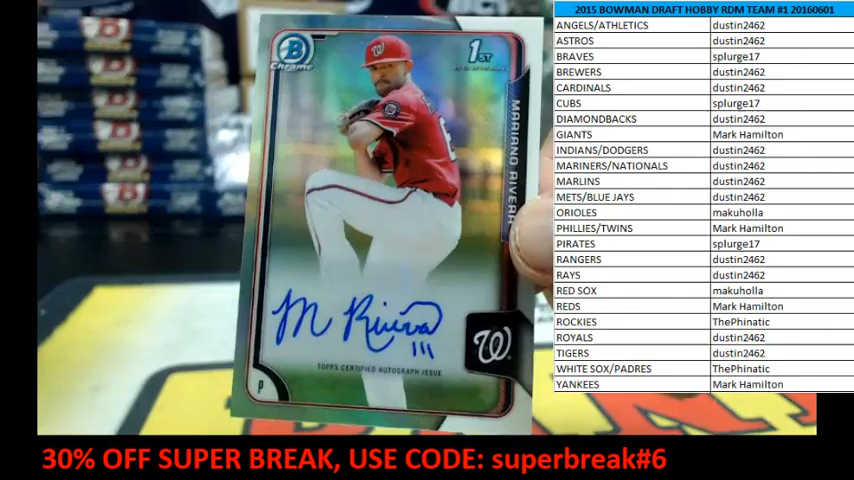 2015 BOWMAN DRAFT HOBBY RDM TEAM #1 20160601
ANGELS/ATHLETICS dustin2462
ASTROS dustin2462
BRAVES splurge17
BREWERS dustin2462
CARDINALS dustin2462
CUBS splurge17
DIAMONDBACKS dustin2462
GIANTS Mark Hamilton
INDIANS/DODGERS dustin2462
MARINERS/NATIONALS dustin2462
MARLINS dustin2462
METS/BLUE JAYS dustin2462
ORIOLES makuholla
PHILLIES/TWINS Mark Hamilton
PIRATES splurge17
RANGERS dustin2462
RAYS dustin2462
RED SOX makuholla
REDS Mark Hamilton
ROCKIES ThePhinatic
ROYALS dustin2462
TIGERS dustin2462
WHITE SOX/PADRES ThePhinatic
YANKEES Mark Hamilton
B
Chrome
1ST
W
MARIANO RIVERA
M Rivera
III
W
TOPPS CERTIFIED AUTOGRAPH ISSUE
P
30% OFF SUPER BREAK, USE CODE: superbreak#6